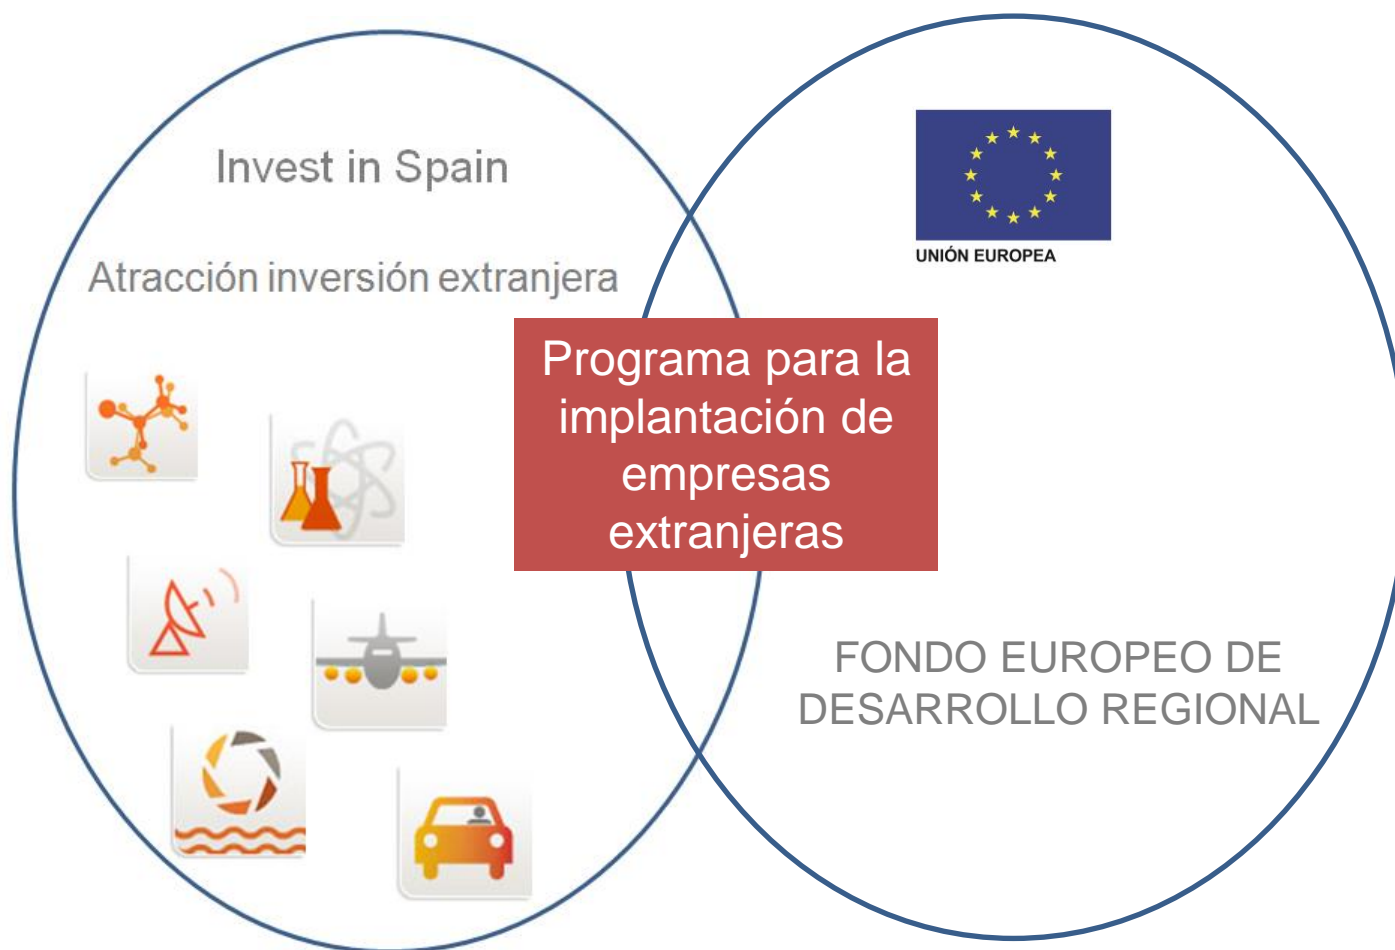 Invest in Spain
Atracción inversión extranjera
UNIÓN EUROPEA
Programa para la
implantación de
empresas
extranjeras
FONDO EUROPEO DE
DESARROLLO REGIONAL